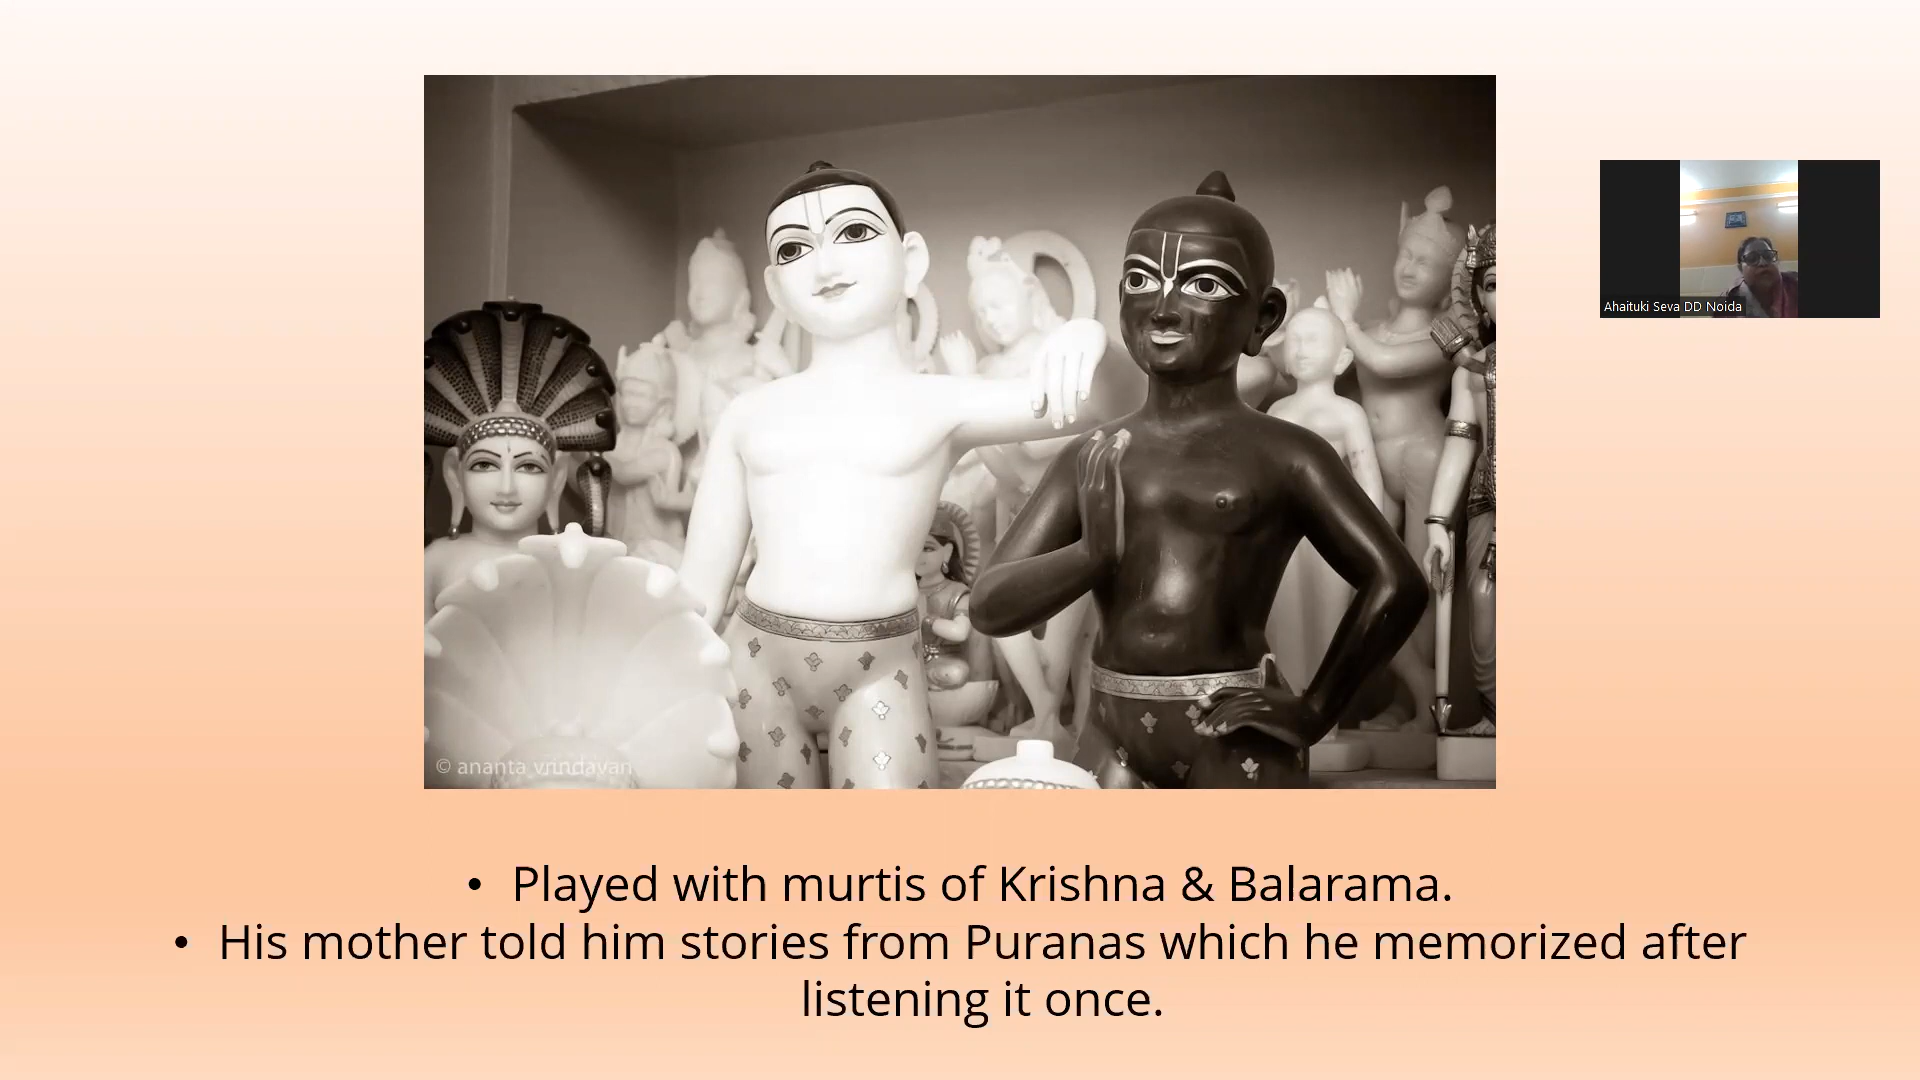 Ahaituki Seva DD Noida
© ananta vrindavan
• Played with murtis of Krishna & Balarama.
• His mother told him stories from Puranas which he memorized after
listening it once.